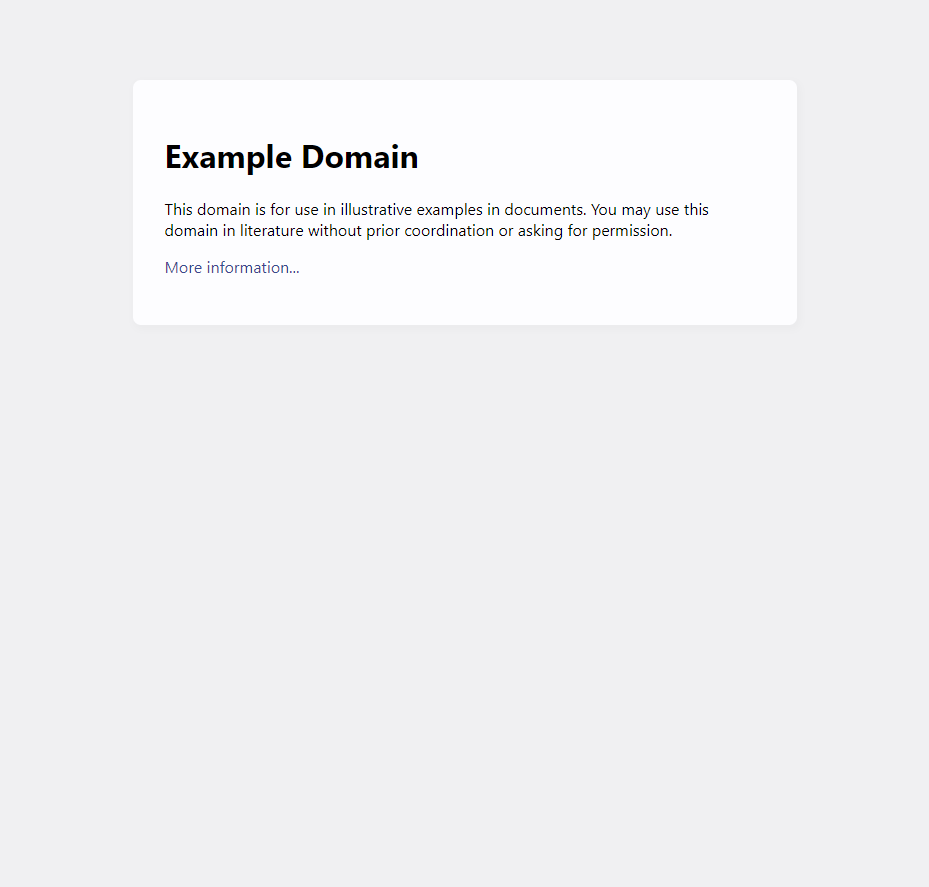 Example Domain
This domain is for use in illustrative examples in documents. You may use this
domain in literature without prior coordination or asking for permission.
More information...